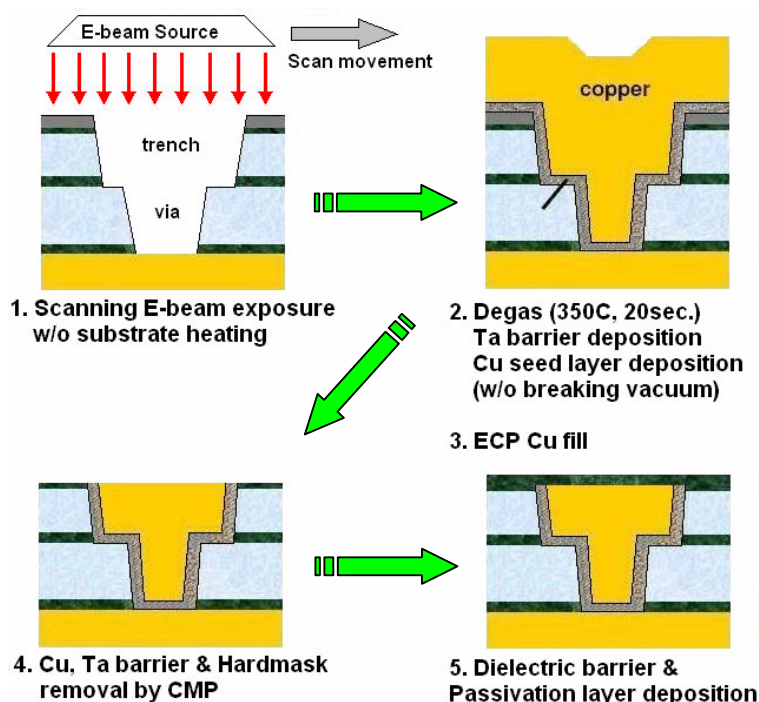 E-beam Source
Scan movement
trench
via
1. Scanning E-beam exposure
w/o substrate heating
copper
2. Degas (350C, 20sec.)
Ta barrier deposition
Cu seed layer deposition
(w/o breaking vacuum)
3. ECP Cu fill
4. Cu, Ta barrier & Hardmask
removal by CMP
5. Dielectric barrier &
Passivation layer deposition